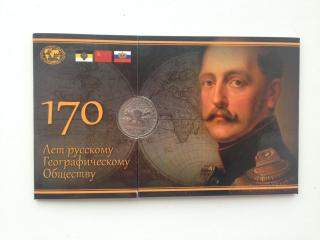 170
Лет русскому
Географическому
Обществу